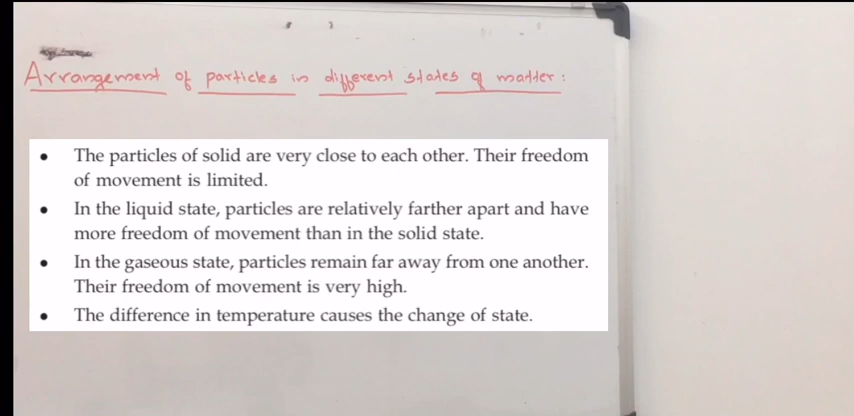 Arrangement of particles in different states of matter:
• The particles of solid are very close to each other. Their freedom
of movement is limited.
• In the liquid state, particles are relatively farther apart and have
more freedom of movement than in the solid state.
• In the gaseous state, particles remain far away from one another.
Their freedom of movement is very high.
• The difference in temperature causes the change of state.